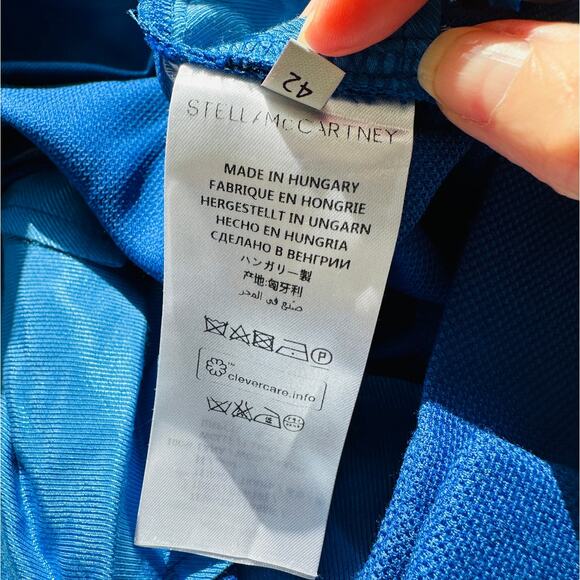 42
STELLA McCARTNEY
MADE IN HUNGARY
FABRIQUE EN HONGRIE
HERGESTELLT IN UNGARN
HECHO EN HUNGRIA
СДЕЛАНО В ВЕНГРИИ
ハンガリー製
产地:匈牙利
صنع في المجر
P
™
clevercare.info